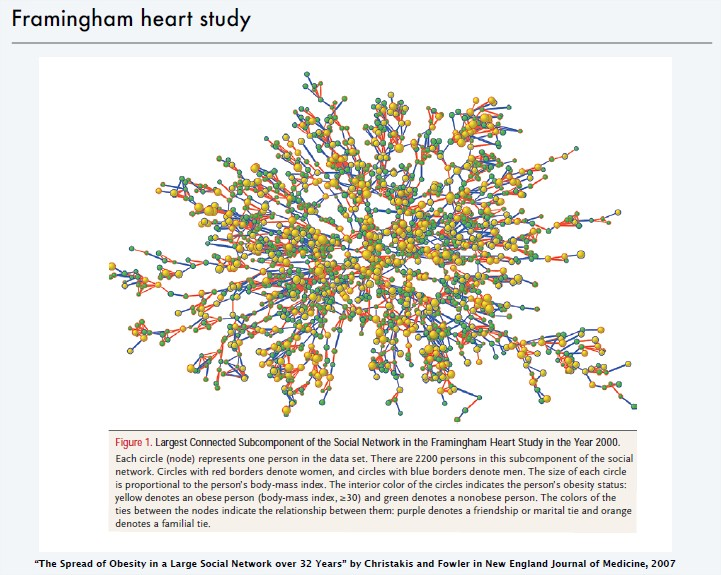 Framingham heart study
Figure 1. Largest Connected Subcomponent of the Social Network in the Framingham Heart Study in the Year 2000.
Each circle (node) represents one person in the data set. There are 2200 persons in this subcomponent of the social
network. Circles with red borders denote women, and circles with blue borders denote men. The size of each circle
is proportional to the person's body-mass index. The interior color of the circles indicates the person's obesity status:
yellow denotes an obese person (body-mass index, ≥30) and green denotes a nonobese person. The colors of the
ties between the nodes indicate the relationship between them: purple denotes a friendship or marital tie and orange
denotes a familial tie.
“The Spread of Obesity in a Large Social Network over 32 Years” by Christakis and Fowler in New England Journal of Medicine, 2007